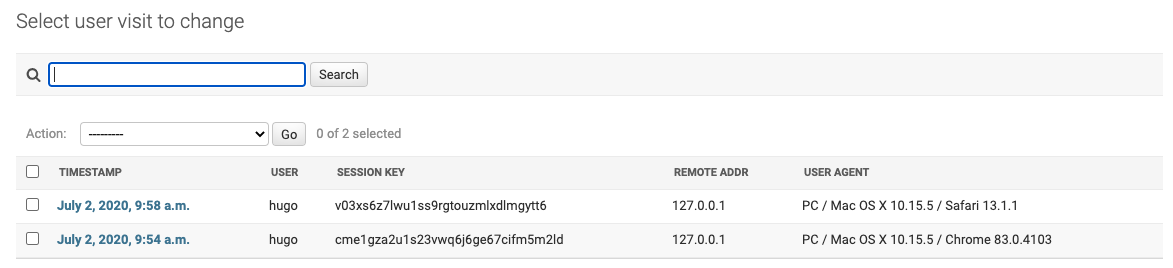 Select user visit to change
Search
Action: --------- Go 0 of 2 selected
TIMESTAMP USER SESSION KEY REMOTE ADDR USER AGENT
July 2, 2020, 9:58 a.m. hugo v03xs6z7lwu1ss9rgtouzmlxdlmgytt6 127.0.0.1 PC / Mac OS X 10.15.5 / Safari 13.1.1
July 2, 2020, 9:54 a.m. hugo cme1gza2u1s23vwq6j6ge67cifm5m2ld 127.0.0.1 PC / Mac OS X 10.15.5 / Chrome 83.0.4103